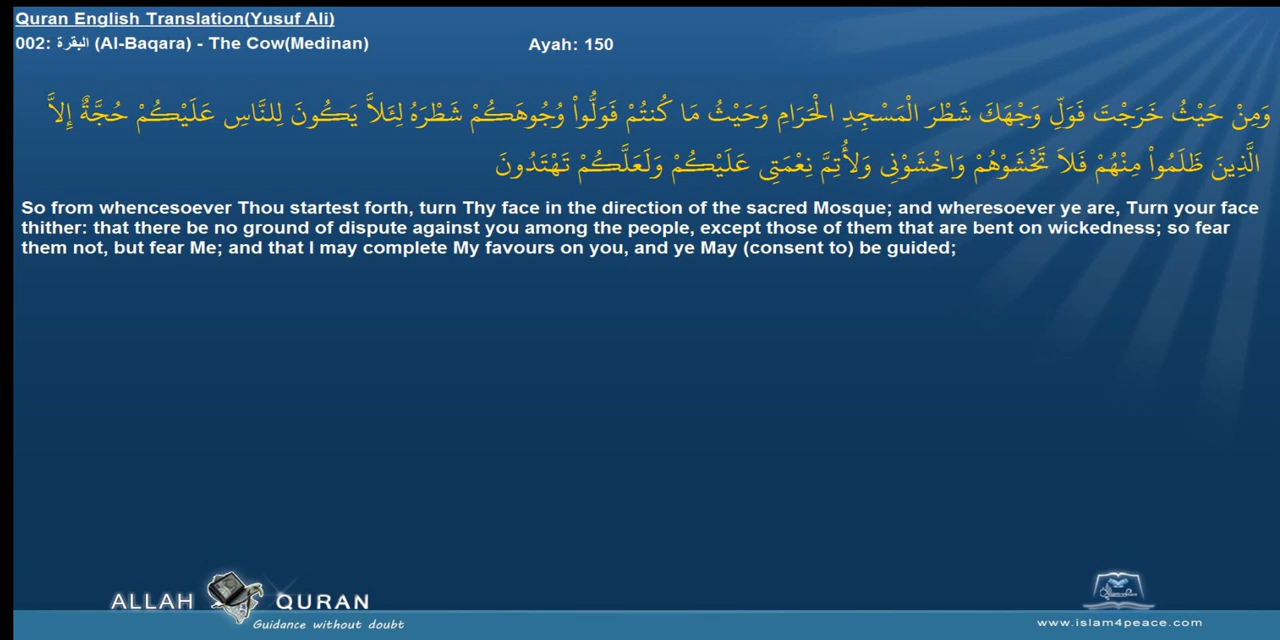 Quran English Translation(Yusuf Ali)
002: البقرة (Al-Baqara) - The Cow(Medinan)
Ayah: 150
وَمِنْ حَيْثُ خَرَجْتَ فَوَلِّ وَجْهَكَ شَطْرَ الْمَسْجِدِ الْحَرَامِ وَحَيْثُ مَا كُنتُمْ فَوَلُّواْ وُجُوهَكُمْ شَطْرَهُ لِئَلاَّ يَكُونَ لِلنَّاسِ عَلَيْكُمْ حُجَّةٌ إِلاَّ
الَّذِينَ ظَلَمُواْ مِنْهُمْ فَلاَ تَخْشَوْهُمْ وَاخْشَوْنِي وَلأُتِمَّ نِعْمَتِي عَلَيْكُمْ وَلَعَلَّكُمْ تَهْتَدُونَ
So from whencesoever Thou startest forth, turn Thy face in the direction of the sacred Mosque; and wheresoever ye are, Turn your face
thither: that there be no ground of dispute against you among the people, except those of them that are bent on wickedness; so fear
them not, but fear Me; and that I may complete My favours on you, and ye May (consent to) be guided;
ALLAH QURAN
Guidance without doubt
www.islam4peace.com